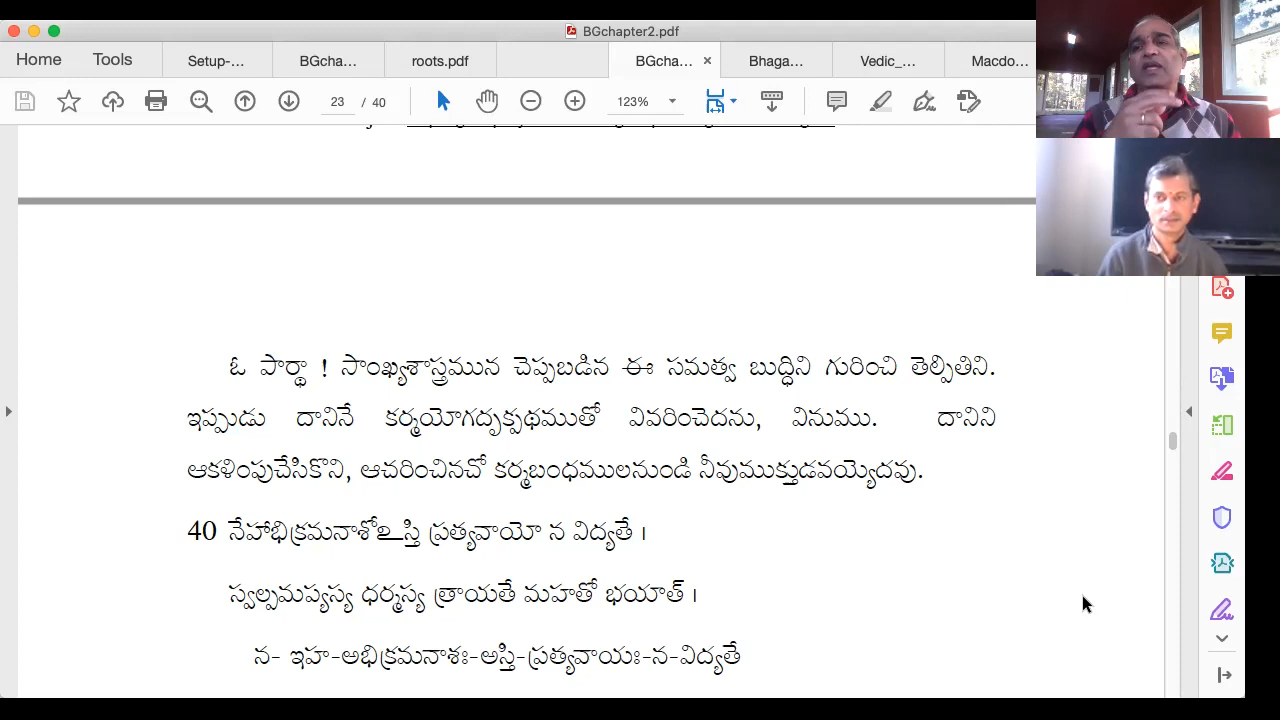 BGchapter2.pdf
Home Tools Setup-... BGcha... roots.pdf BGcha... × Bhaga... Vedic_... Macdo...
23 / 40 123%
ఓ పార్థా ! సాంఖ్యశాస్త్రమున చెప్పబడిన ఈ సమత్వ బుద్ధిని గురించి తెల్పితిని.
ఇప్పుడు దానినే కర్మయోగదృక్పథముతో వివరించెదను, వినుము. దానిని
ఆకళింపుచేసికొని, ఆచరించినచో కర్మబంధములనుండి నీవుముక్తుడవయ్యెదవు.
40 నేహాభిక్రమనాశోఽస్తి ప్రత్యవాయో న విద్యతే ।
స్వల్పమప్యస్య ధర్మస్య త్రాయతే మహతో భయాత్ ।
న- ఇహ-అభిక్రమనాశః-అస్తి-ప్రత్యవాయః-న-విద్యతే